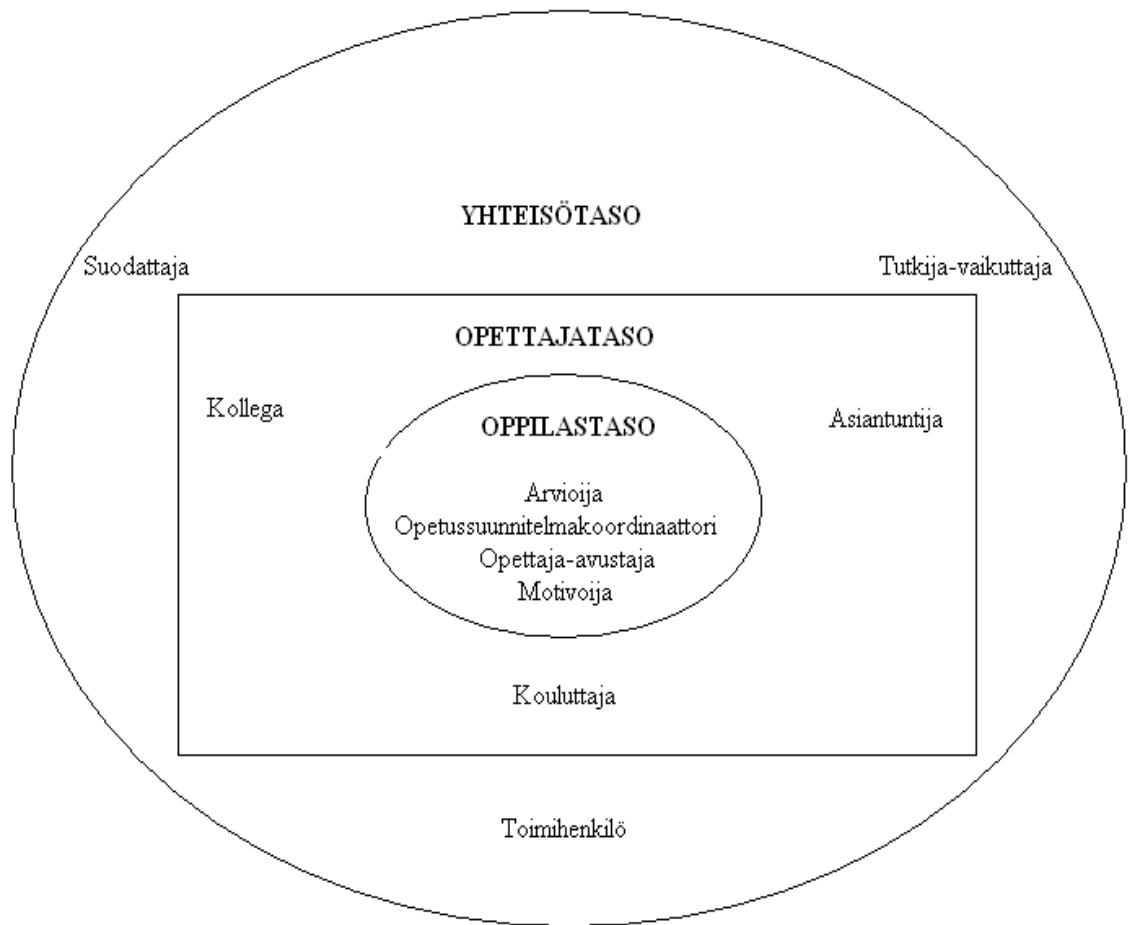 YHTEISÖTASO
Suodattaja
Tutkija-vaikuttaja
OPETTAJATASO
Kollega
Asiantuntija
OPPILASTASO
Arvioija
Opetussuunnitelmakoordinaattori
Opettaja-avustaja
Motivoija
Kouluttaja
Toimihenkilö